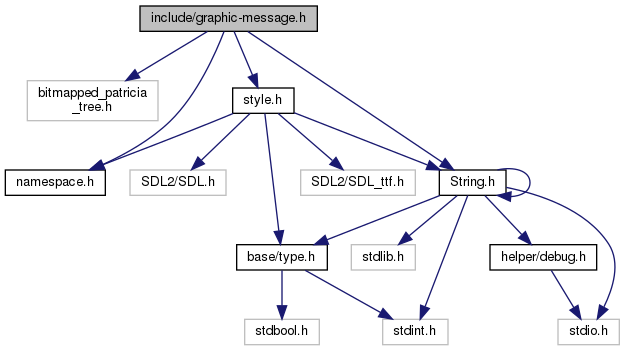 include/graphic-message.h
bitmapped_patricia
_tree.h
style.h
namespace.h
SDL2/SDL.h
SDL2/SDL_ttf.h
String.h
base/type.h
stdlib.h
helper/debug.h
stdbool.h
stdint.h
stdio.h